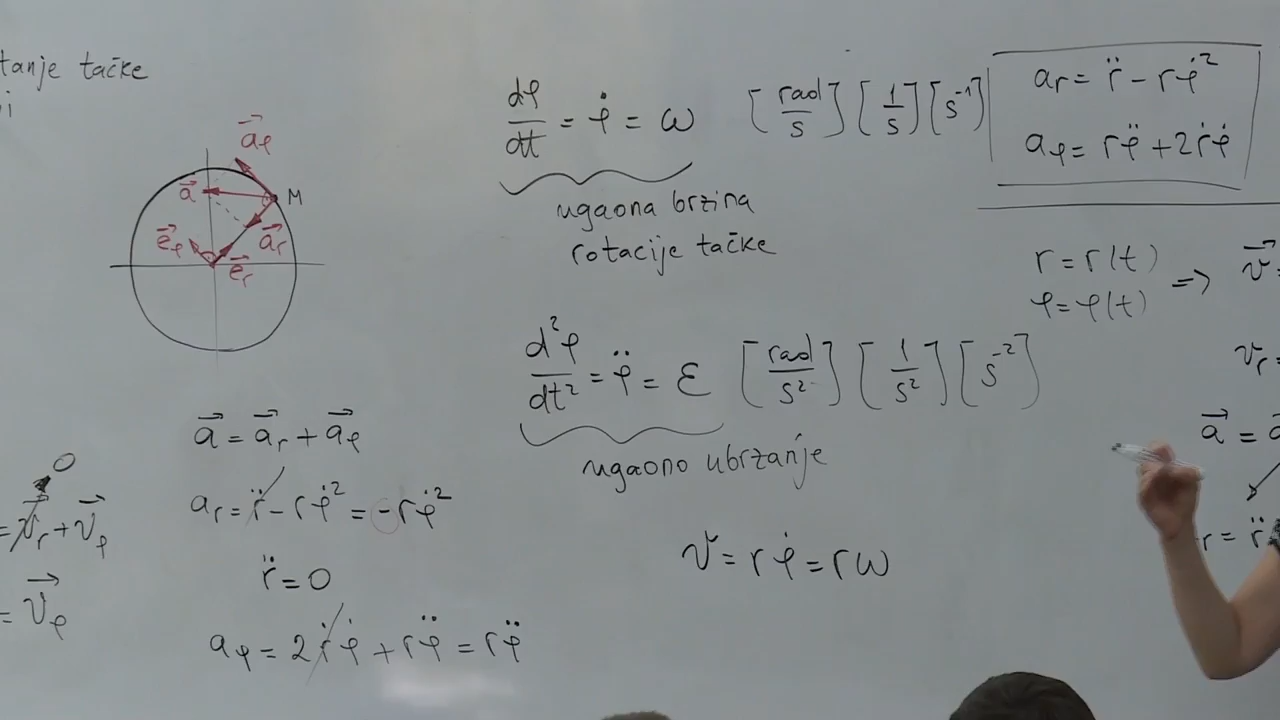 tanje tačke
a⃗φ
a⃗
M
e⃗φ
a⃗r
e⃗r
a⃗ = a⃗r + a⃗φ
ar = r̈ - rφ̇² = -rφ̇²
r̈ = 0
aφ = 2ṙφ̇ + rφ̈ = rφ̈
0
= v⃗r + v⃗φ
= v⃗φ
dφ/dt = φ̇ = ω [rad/s] [1/s] [s⁻¹]
ugaona brzina
rotacije tačke
d²φ/dt² = φ̈ = ε [rad/s²] [1/s²] [s⁻²]
ugaono ubrzanje
v = rφ̇ = rω
ar = r̈ - rφ̇²
aφ = rφ̈ + 2ṙφ̇
r = r(t)
φ = φ(t)
⇒ v⃗ =
vr =
a⃗ = a⃗
r = r̈